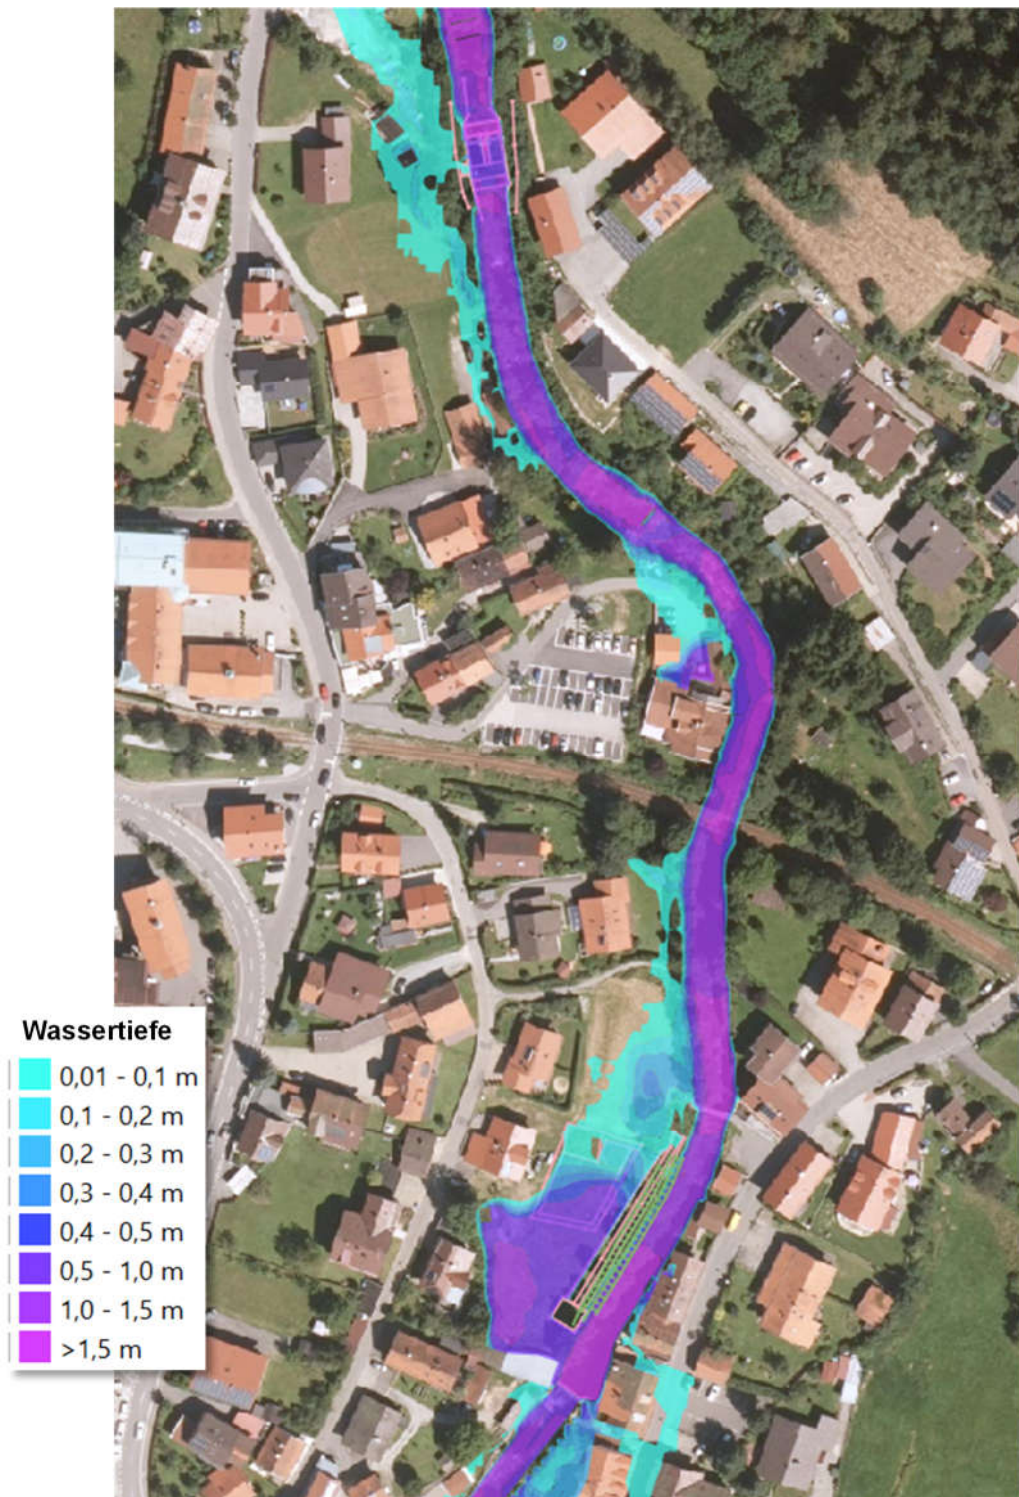 Wassertiefe
0,01 - 0,1 m
0,1 - 0,2 m
0,2 - 0,3 m
0,3 - 0,4 m
0,4 - 0,5 m
0,5 - 1,0 m
1,0 - 1,5 m
>1,5 m